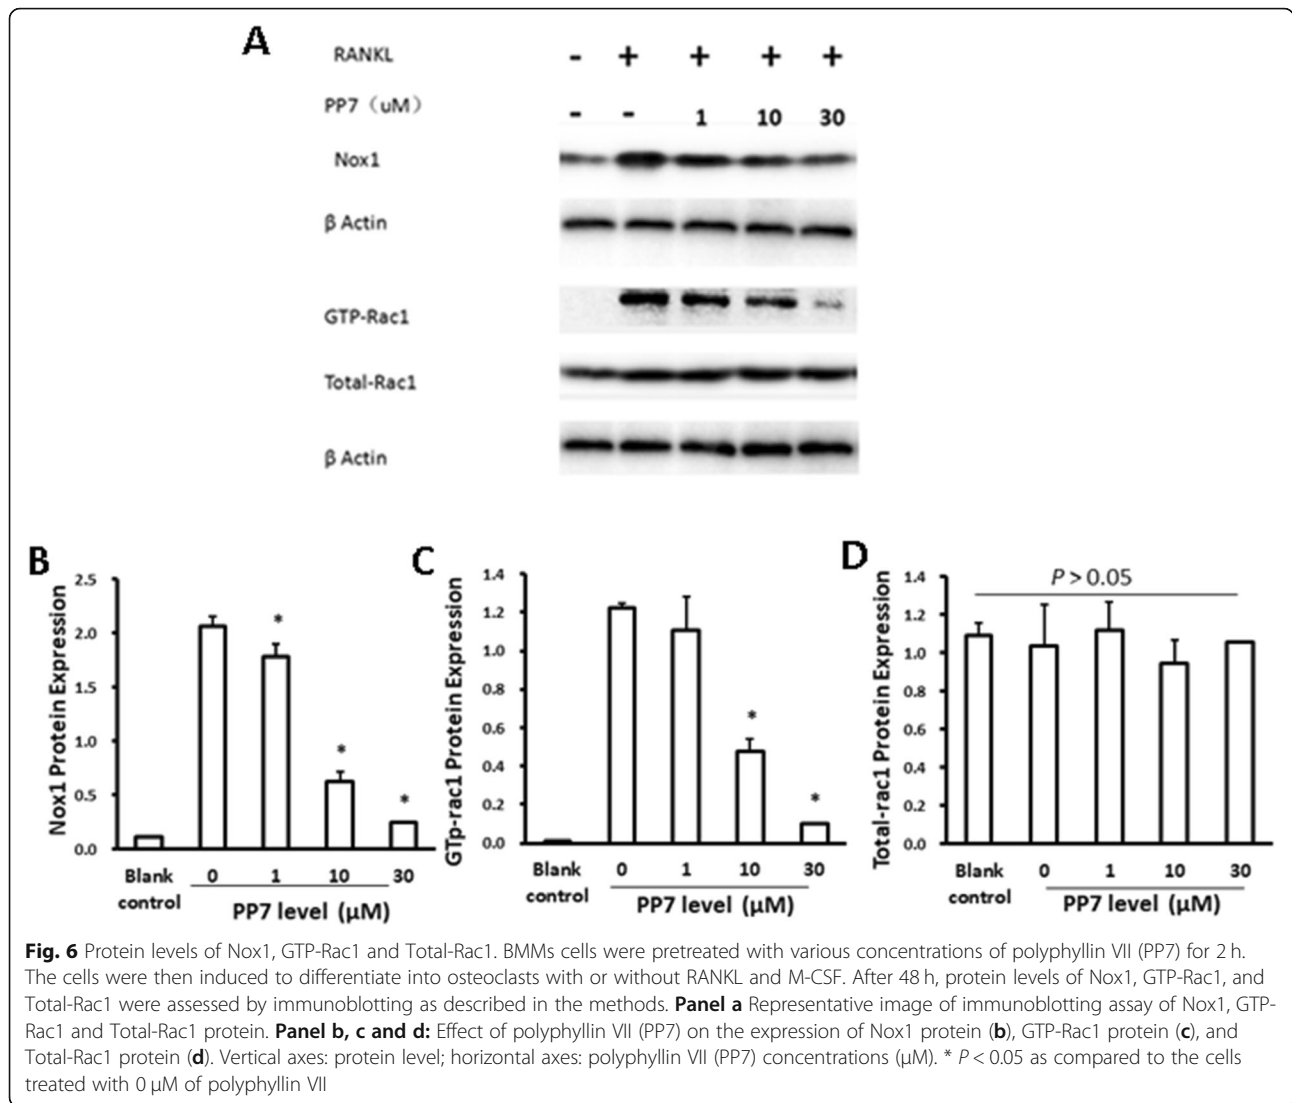 A
RANKL - + + + +
PP7（uM） - - 1 10 30
Nox1
β Actin
GTP-Rac1
Total-Rac1
β Actin
B
Nox1 Protein Expression
2.5
2.0
1.5
1.0
0.5
0.0
* * *
Blank control 0 1 10 30
PP7 level (μM)
C
GTp-rac1 Protein Expression
1.4
1.2
1.0
0.8
0.6
0.4
0.2
0.0
* *
Blank control 0 1 10 30
PP7 level (μM)
D
Total-rac1 Protein Expression
1.4
1.2
1.0
0.8
0.6
0.4
0.2
0.0
P > 0.05
Blank control 0 1 10 30
PP7 level (μM)
Fig. 6 Protein levels of Nox1, GTP-Rac1 and Total-Rac1. BMMs cells were pretreated with various concentrations of polyphyllin VII (PP7) for 2 h.
The cells were then induced to differentiate into osteoclasts with or without RANKL and M-CSF. After 48 h, protein levels of Nox1, GTP-Rac1, and
Total-Rac1 were assessed by immunoblotting as described in the methods. Panel a Representative image of immunoblotting assay of Nox1, GTP-
Rac1 and Total-Rac1 protein. Panel b, c and d: Effect of polyphyllin VII (PP7) on the expression of Nox1 protein (b), GTP-Rac1 protein (c), and
Total-Rac1 protein (d). Vertical axes: protein level; horizontal axes: polyphyllin VII (PP7) concentrations (μM). * P < 0.05 as compared to the cells
treated with 0 μM of polyphyllin VII